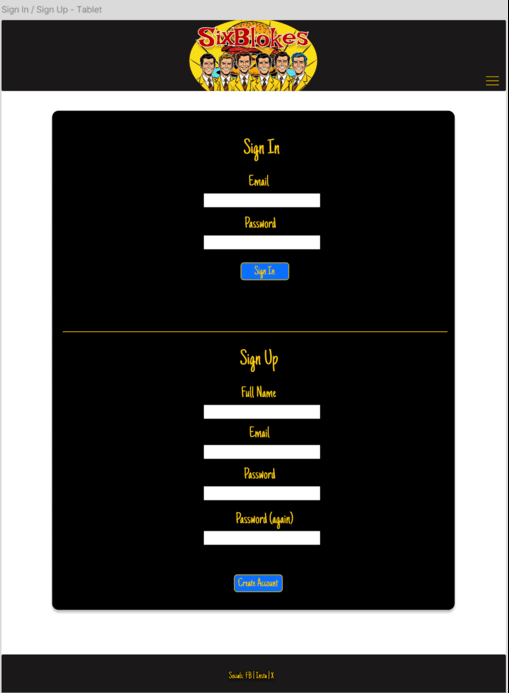 Sign In / Sign Up - Tablet
SixBlokes
Sign In
Email
Password
Sign In
Sign Up
Full Name
Email
Password
Password (again)
Create Account
Socials: FB | Insta | X